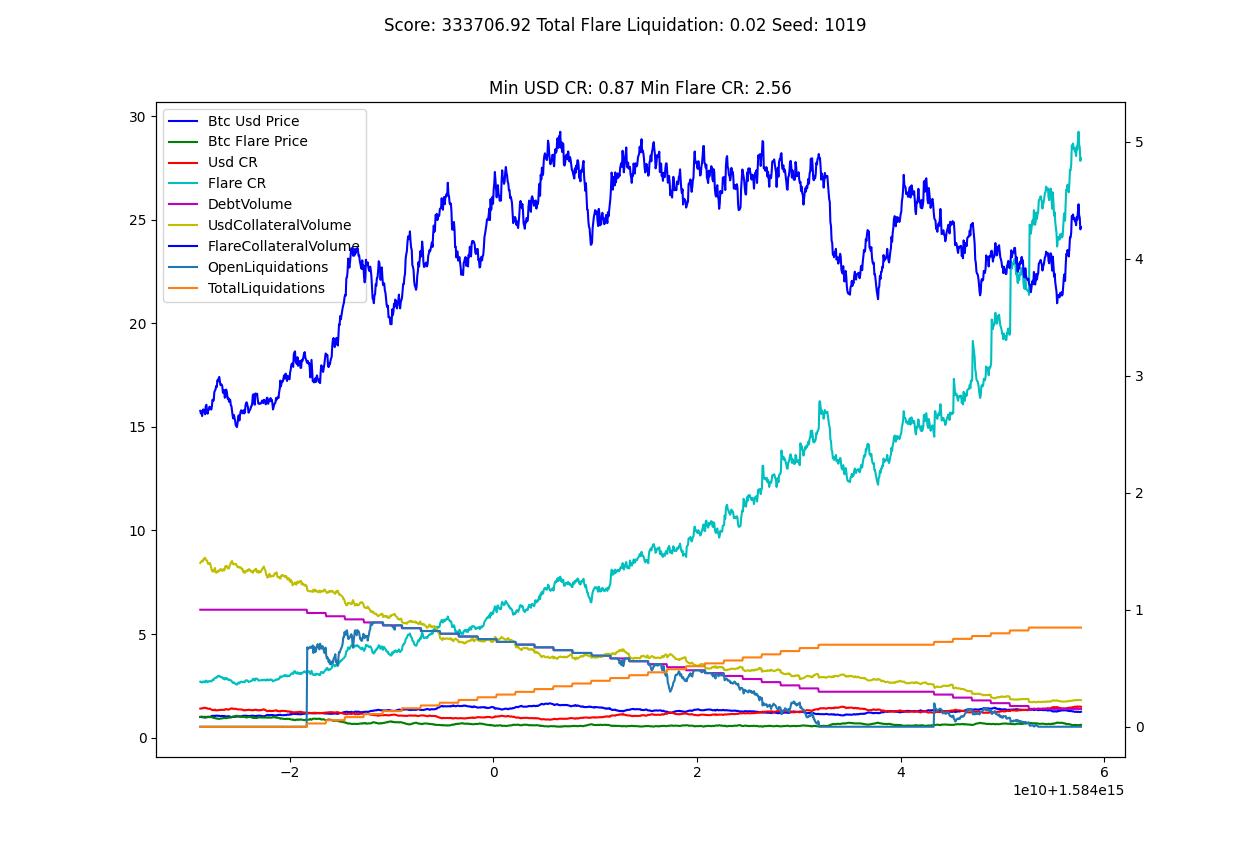 Score: 333706.92 Total Flare Liquidation: 0.02 Seed: 1019
Min USD CR: 0.87 Min Flare CR: 2.56
Btc Usd Price
Btc Flare Price
Usd CR
Flare CR
DebtVolume
UsdCollateralVolume
FlareCollateralVolume
OpenLiquidations
TotalLiquidations
30
25
20
15
10
5
0
5
4
3
2
1
0
−2
0
2
4
6
1e10+1.584e15